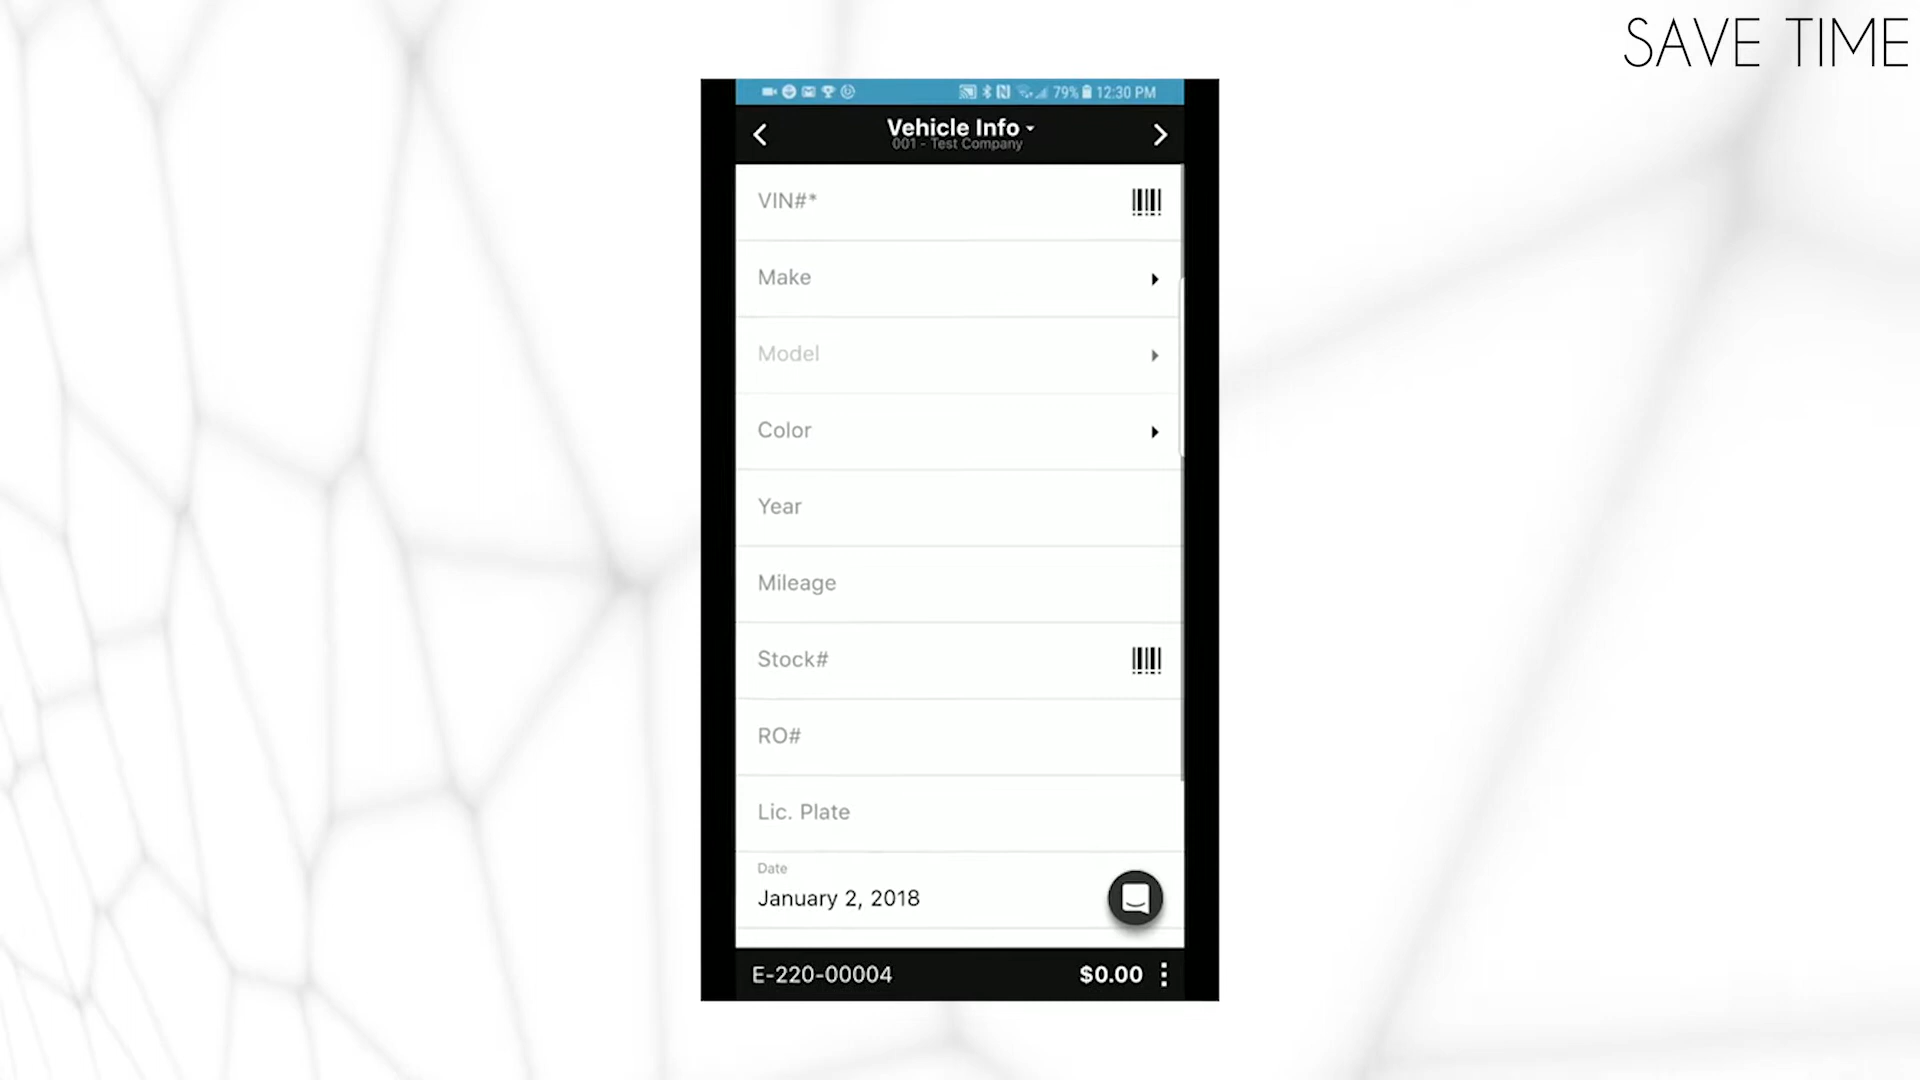 SAVE TIME
79% 12:30 PM
Vehicle Info
001 - Test Company
VIN#*
Make
Model
Color
Year
Mileage
Stock#
RO#
Lic. Plate
Date
January 2, 2018
E-220-00004 $0.00